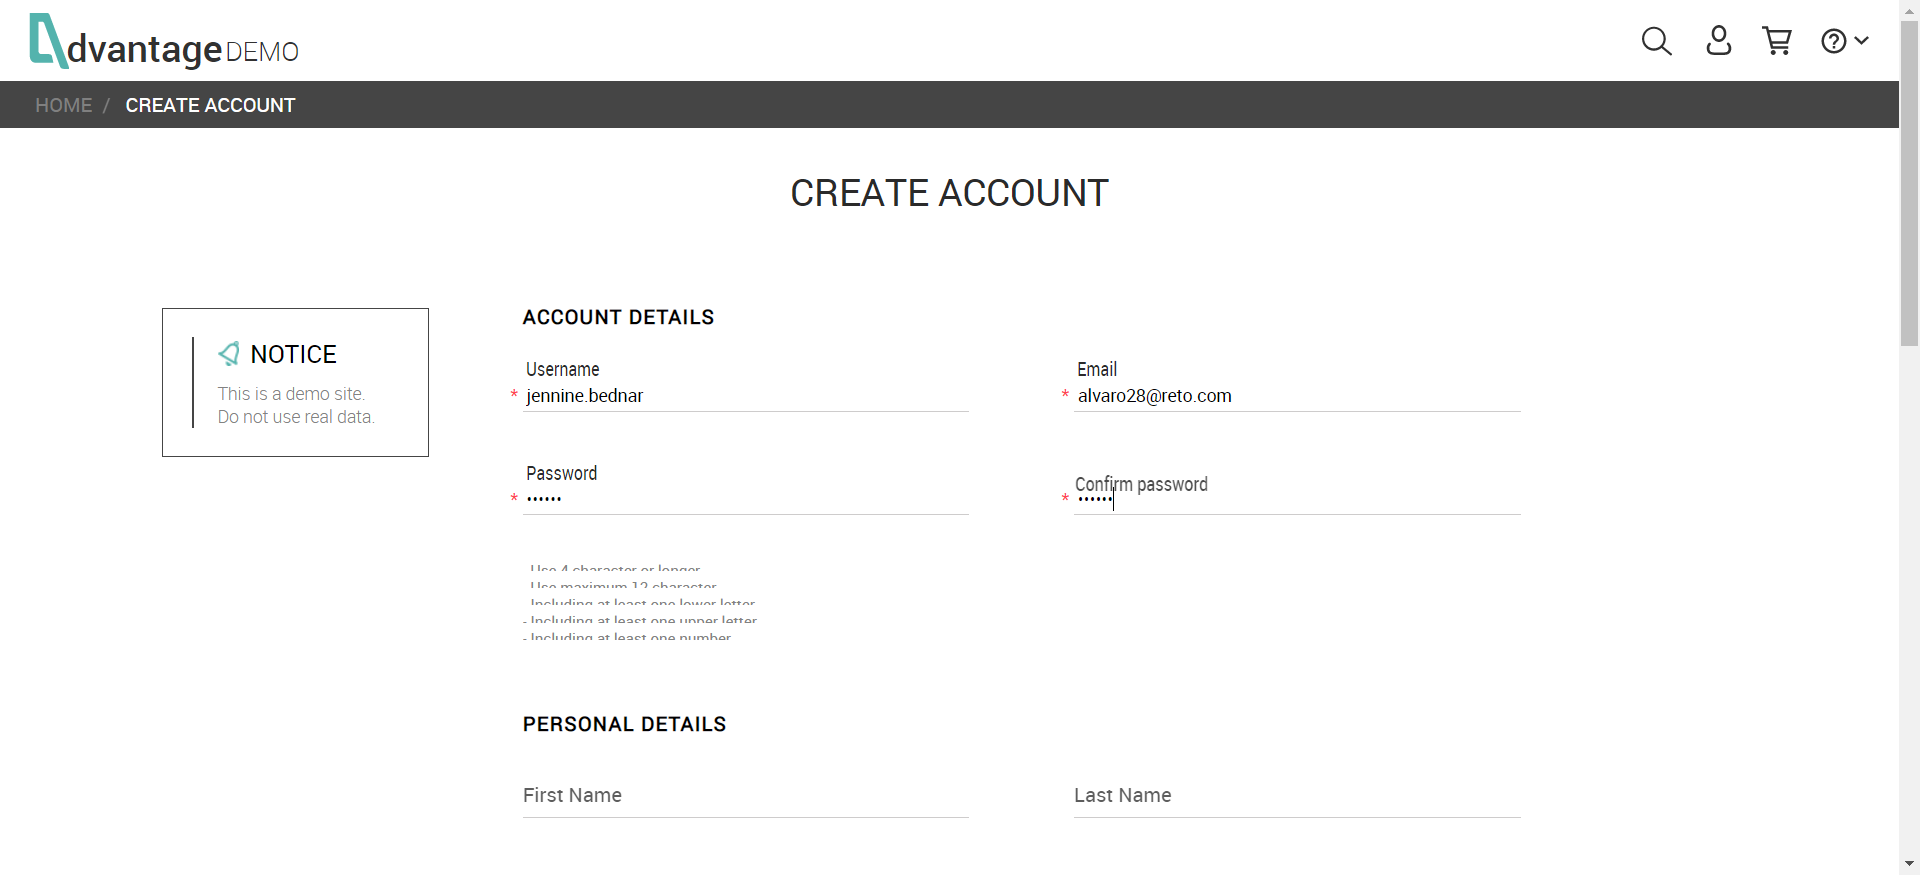 dvantage DEMO
HOME / CREATE ACCOUNT
CREATE ACCOUNT
NOTICE
This is a demo site.
Do not use real data.
ACCOUNT DETAILS
Username
* jennine.bednar
Email
* alvaro28@reto.com
Password
* ••••••
Confirm password
* ••••••
- Use 4 character or longer
- Use maximum 12 character
- Including at least one lower letter
- Including at least one upper letter
- Including at least one number
PERSONAL DETAILS
First Name
Last Name